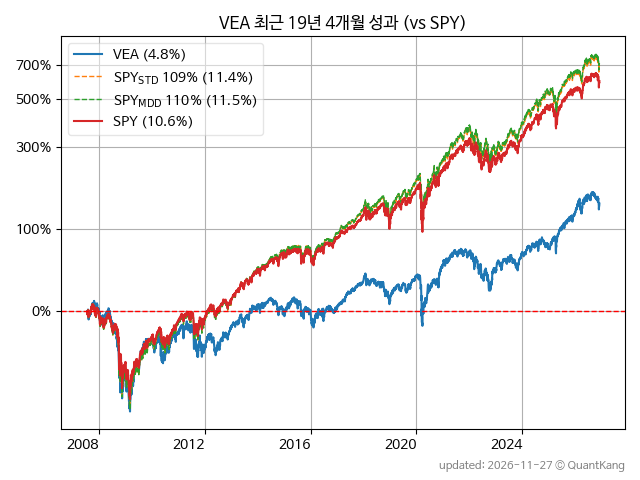 VEA 최근 19년 4개월 성과 (vs SPY)
VEA (4.8%)
SPY_STD 109% (11.4%)
SPY_MDD 110% (11.5%)
SPY (10.6%)
700%
500%
300%
100%
0%
2008 2012 2016 2020 2024
updated: 2026-11-27 © QuantKang